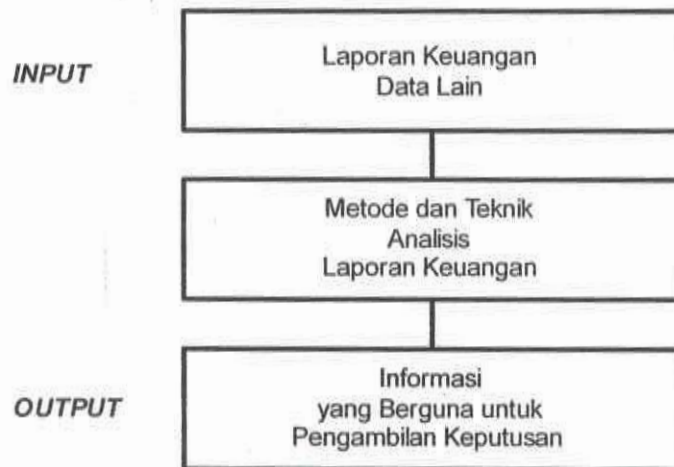 INPUT
Laporan Keuangan
Data Lain
Metode dan Teknik
Analisis
Laporan Keuangan
OUTPUT
Informasi
yang Berguna untuk
Pengambilan Keputusan